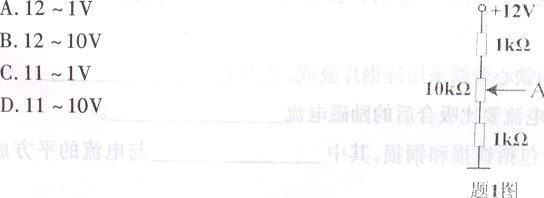 A. 12 ~ 1V
B. 12 ~ 10V
C. 11 ~ 1V
D. 11 ~ 10V
+12V
1kΩ
10kΩ
A
1kΩ
题1图